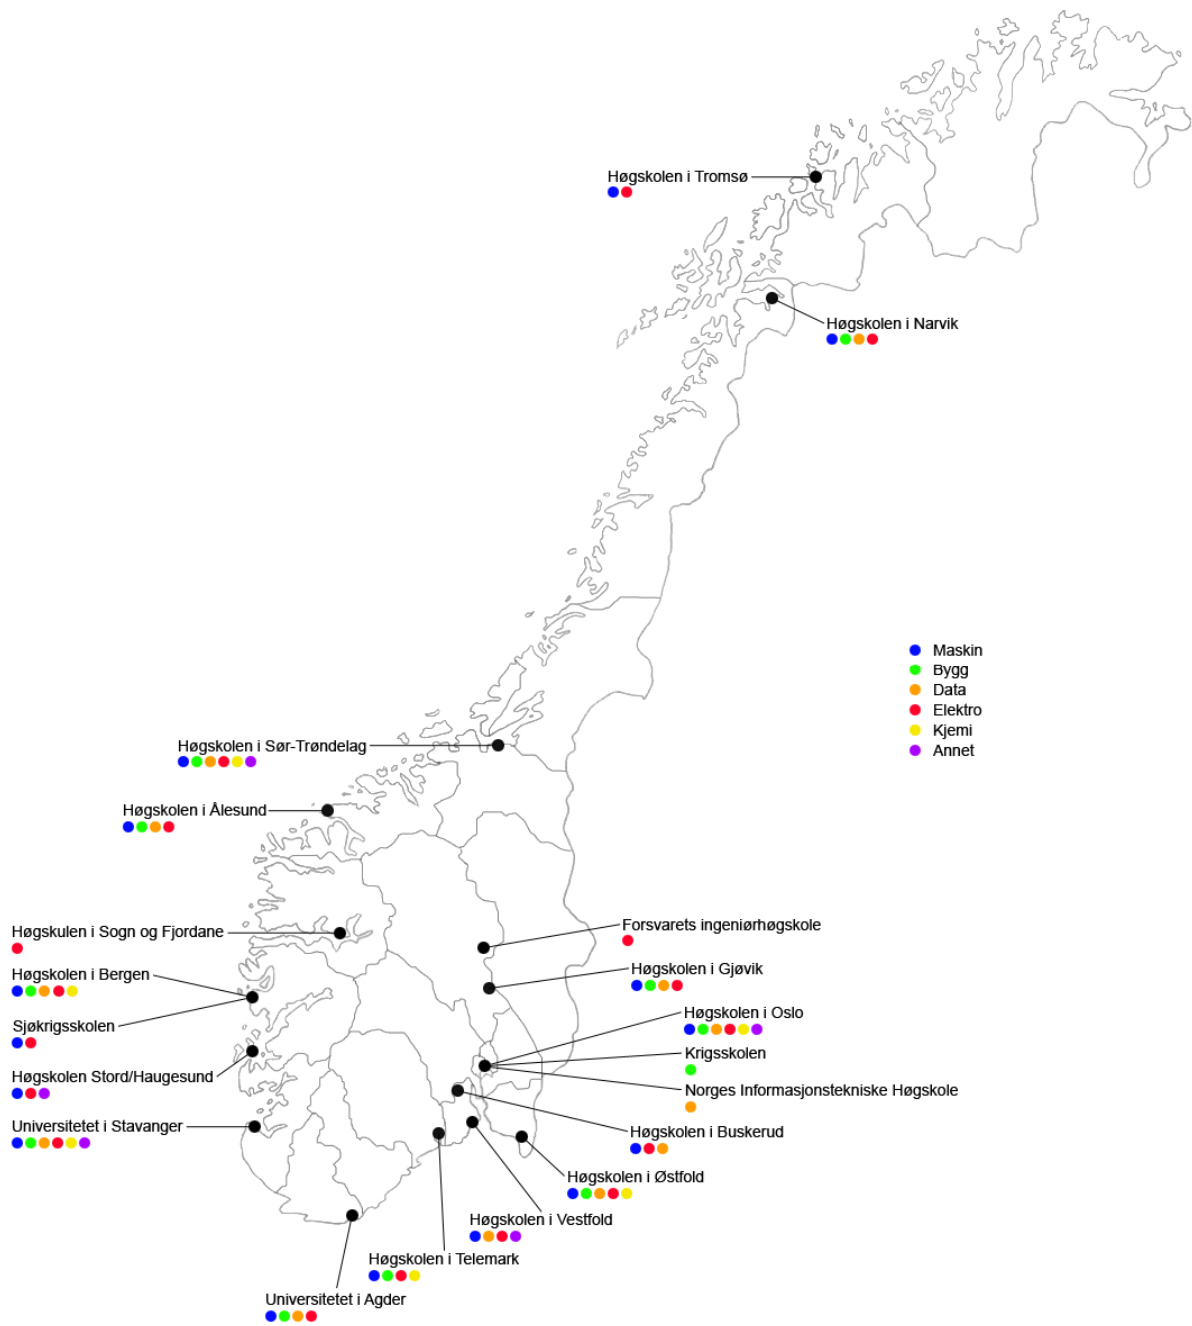 Høgskolen i Tromsø
Høgskolen i Narvik
Maskin
Bygg
Data
Elektro
Kjemi
Annet
Høgskolen i Sør-Trøndelag
Høgskolen i Ålesund
Høgskulen i Sogn og Fjordane
Forsvarets ingeniørhøgskole
Høgskolen i Bergen
Høgskolen i Gjøvik
Sjøkrigsskolen
Høgskolen i Oslo
Krigsskolen
Høgskolen Stord/Haugesund
Norges Informasjonstekniske Høgskole
Universitetet i Stavanger
Høgskolen i Buskerud
Høgskolen i Østfold
Høgskolen i Vestfold
Høgskolen i Telemark
Universitetet i Agder